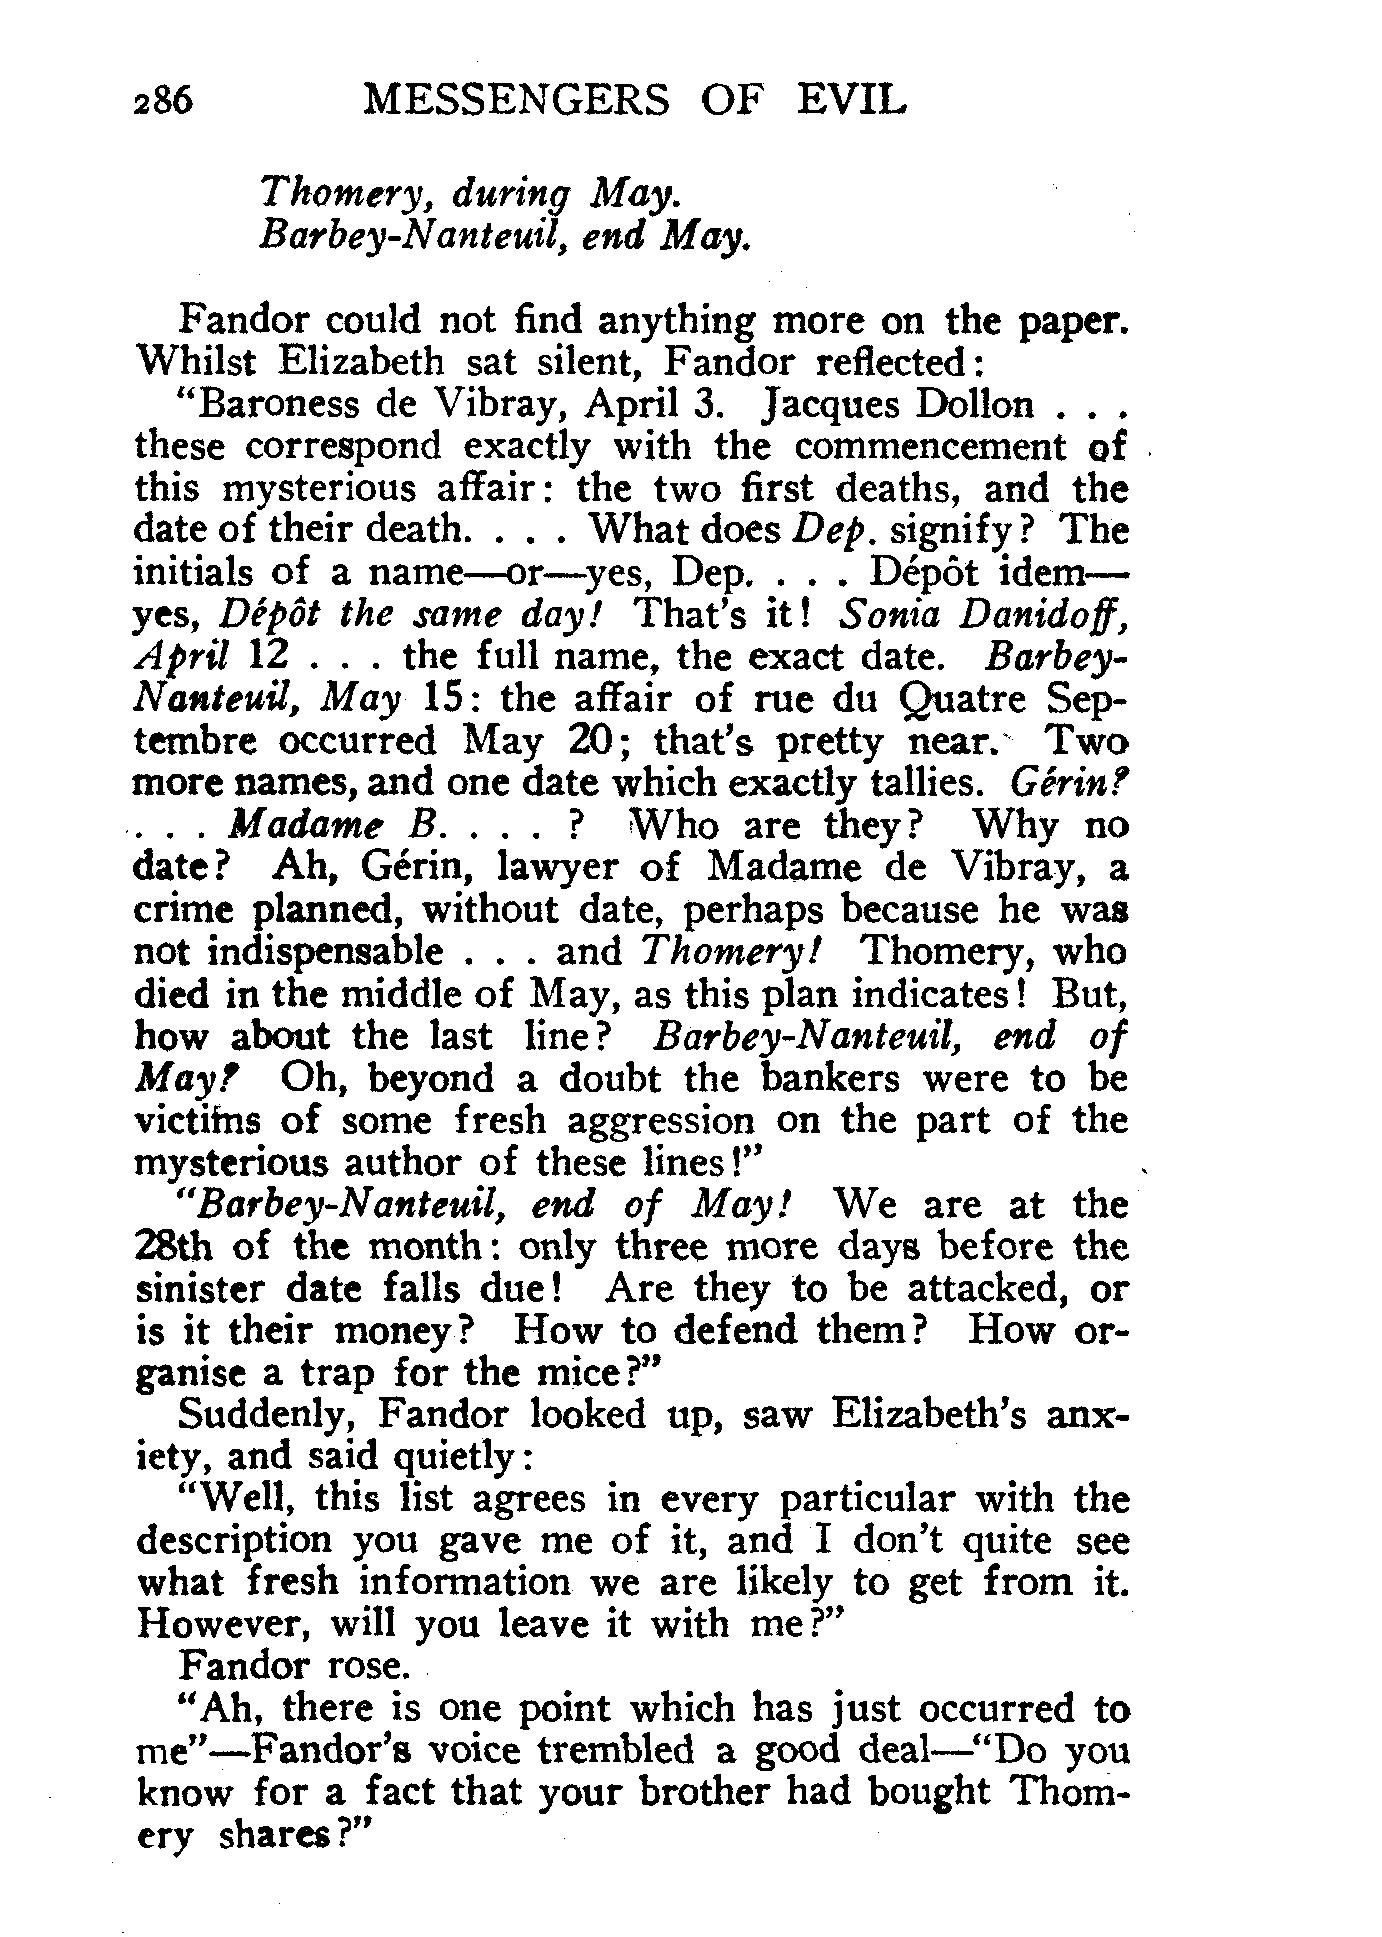 286 MESSENGERS OF EVIL
Thomery, during May.
Barbey-Nanteuil, end May.
Fandor could not find anything more on the paper.
Whilst Elizabeth sat silent, Fandor reflected:
"Baroness de Vibray, April 3. Jacques Dollon . . .
these correspond exactly with the commencement of
this mysterious affair: the two first deaths, and the
date of their death. . . . What does Dep. signify? The
initials of a name—or—yes, Dep. . . . Dépôt idem—
yes, Dépôt the same day! That's it! Sonia Danidoff,
April 12 . . . the full name, the exact date. Barbey-
Nanteuil, May 15: the affair of rue du Quatre Sep-
tembre occurred May 20; that's pretty near. Two
more names, and one date which exactly tallies. Gérin?
. . . Madame B. . . . ? Who are they? Why no
date? Ah, Gérin, lawyer of Madame de Vibray, a
crime planned, without date, perhaps because he was
not indispensable . . . and Thomery! Thomery, who
died in the middle of May, as this plan indicates! But,
how about the last line? Barbey-Nanteuil, end of
May? Oh, beyond a doubt the bankers were to be
victims of some fresh aggression on the part of the
mysterious author of these lines!"
"Barbey-Nanteuil, end of May! We are at the
28th of the month: only three more days before the
sinister date falls due! Are they to be attacked, or
is it their money? How to defend them? How or-
ganise a trap for the mice?"
Suddenly, Fandor looked up, saw Elizabeth's anx-
iety, and said quietly:
"Well, this list agrees in every particular with the
description you gave me of it, and I don't quite see
what fresh information we are likely to get from it.
However, will you leave it with me?"
Fandor rose.
"Ah, there is one point which has just occurred to
me"—Fandor's voice trembled a good deal—"Do you
know for a fact that your brother had bought Thom-
ery shares?"